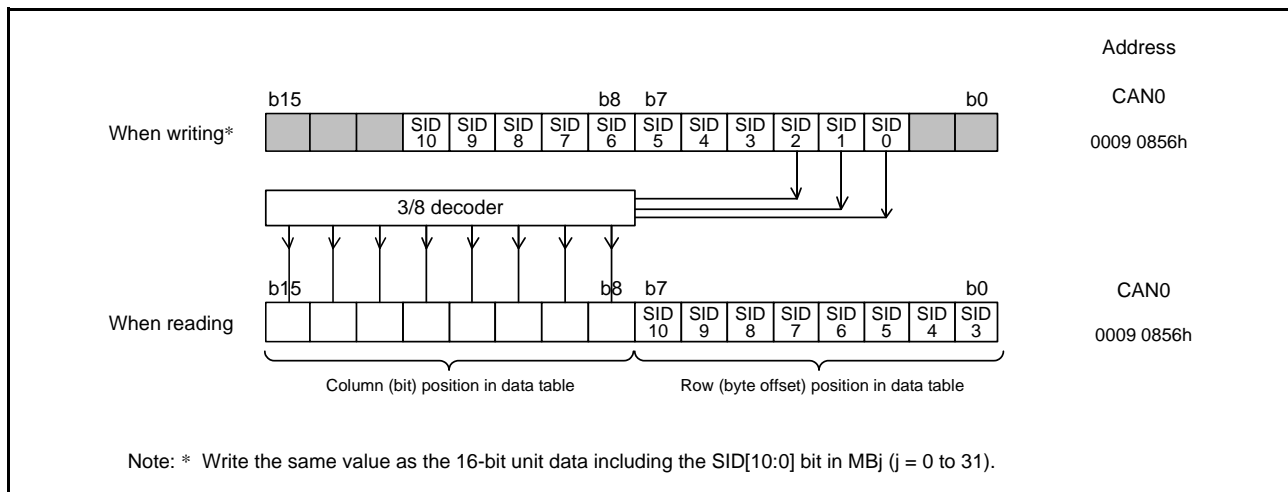 Address
b15 b8 b7 b0 CAN0
When writing* SID 10 SID 9 SID 8 SID 7 SID 6 SID 5 SID 4 SID 3 SID 2 SID 1 SID 0 0009 0856h
3/8 decoder
b15 b8 b7 b0 CAN0
When reading SID 10 SID 9 SID 8 SID 7 SID 6 SID 5 SID 4 SID 3 0009 0856h
Column (bit) position in data table Row (byte offset) position in data table
Note: * Write the same value as the 16-bit unit data including the SID[10:0] bit in MBj (j = 0 to 31).